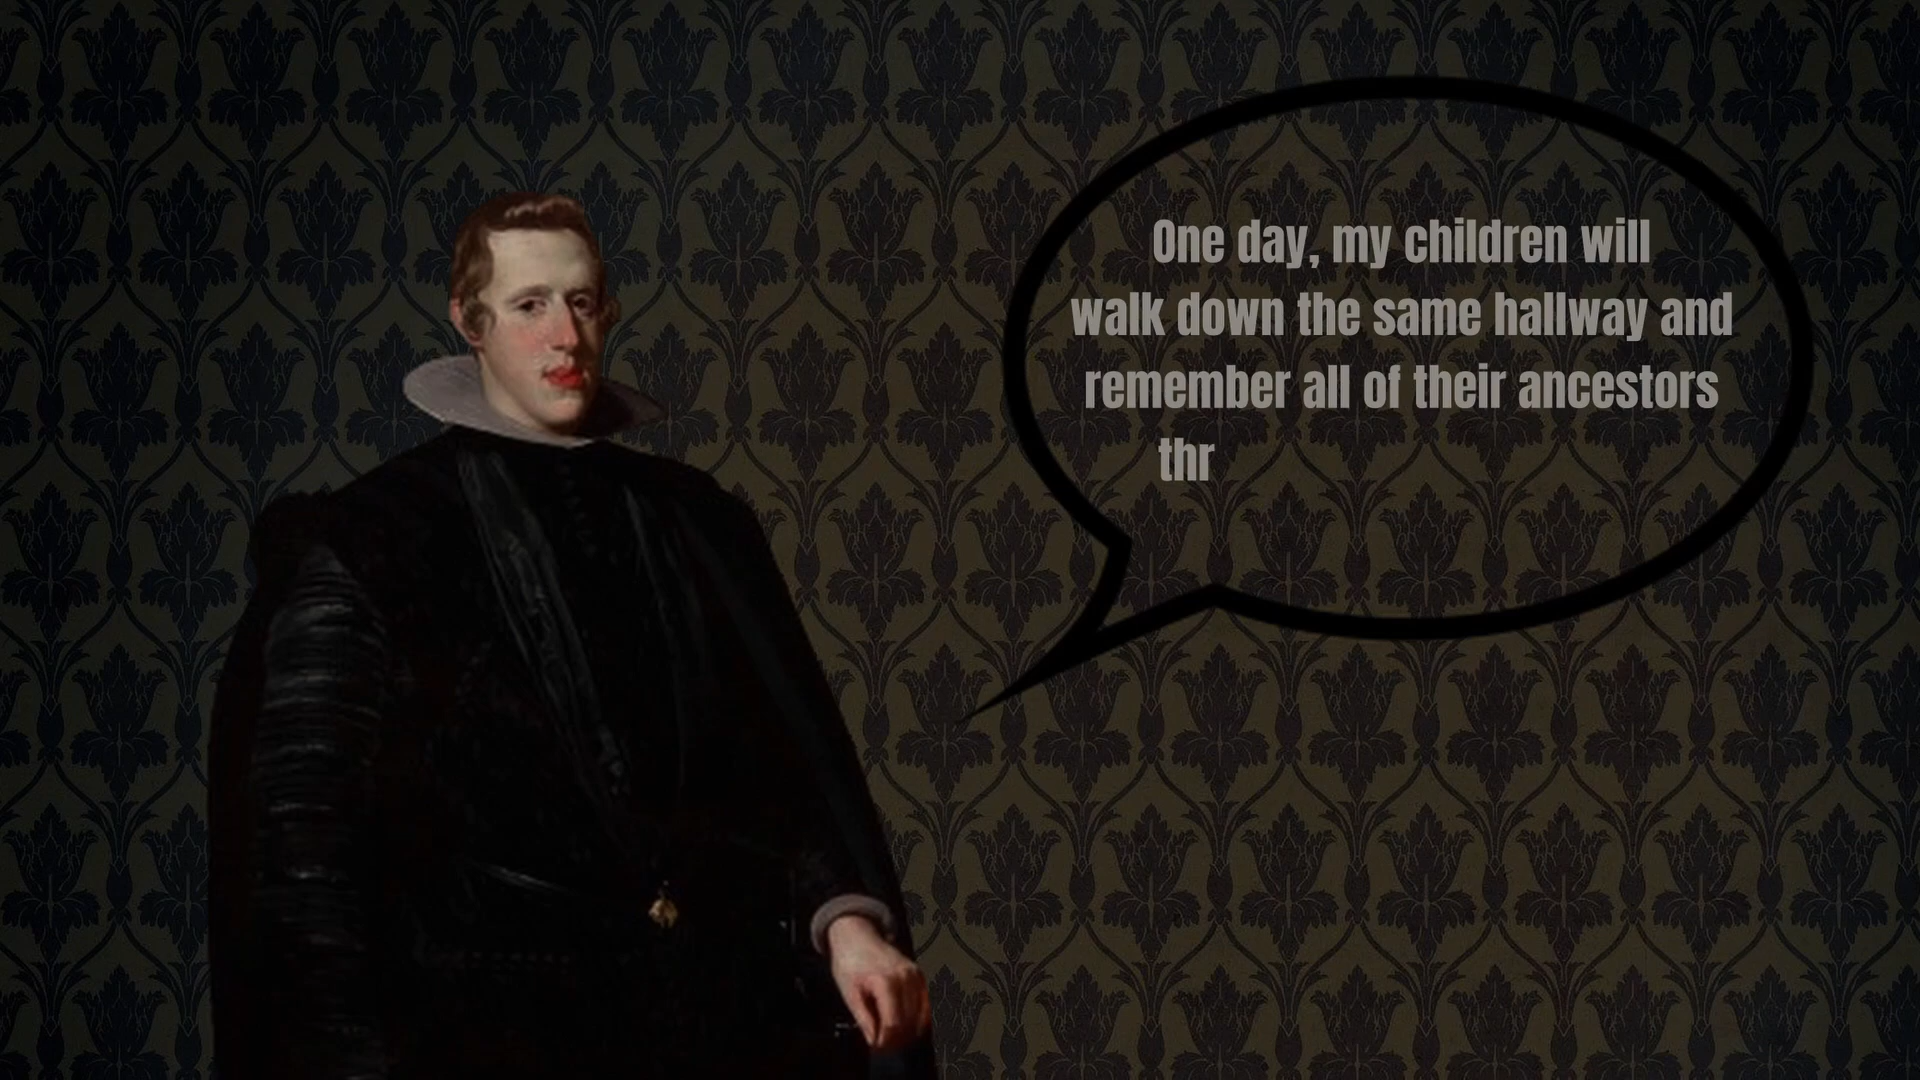 One day, my children will
walk down the same hallway and
remember all of their ancestors
thr